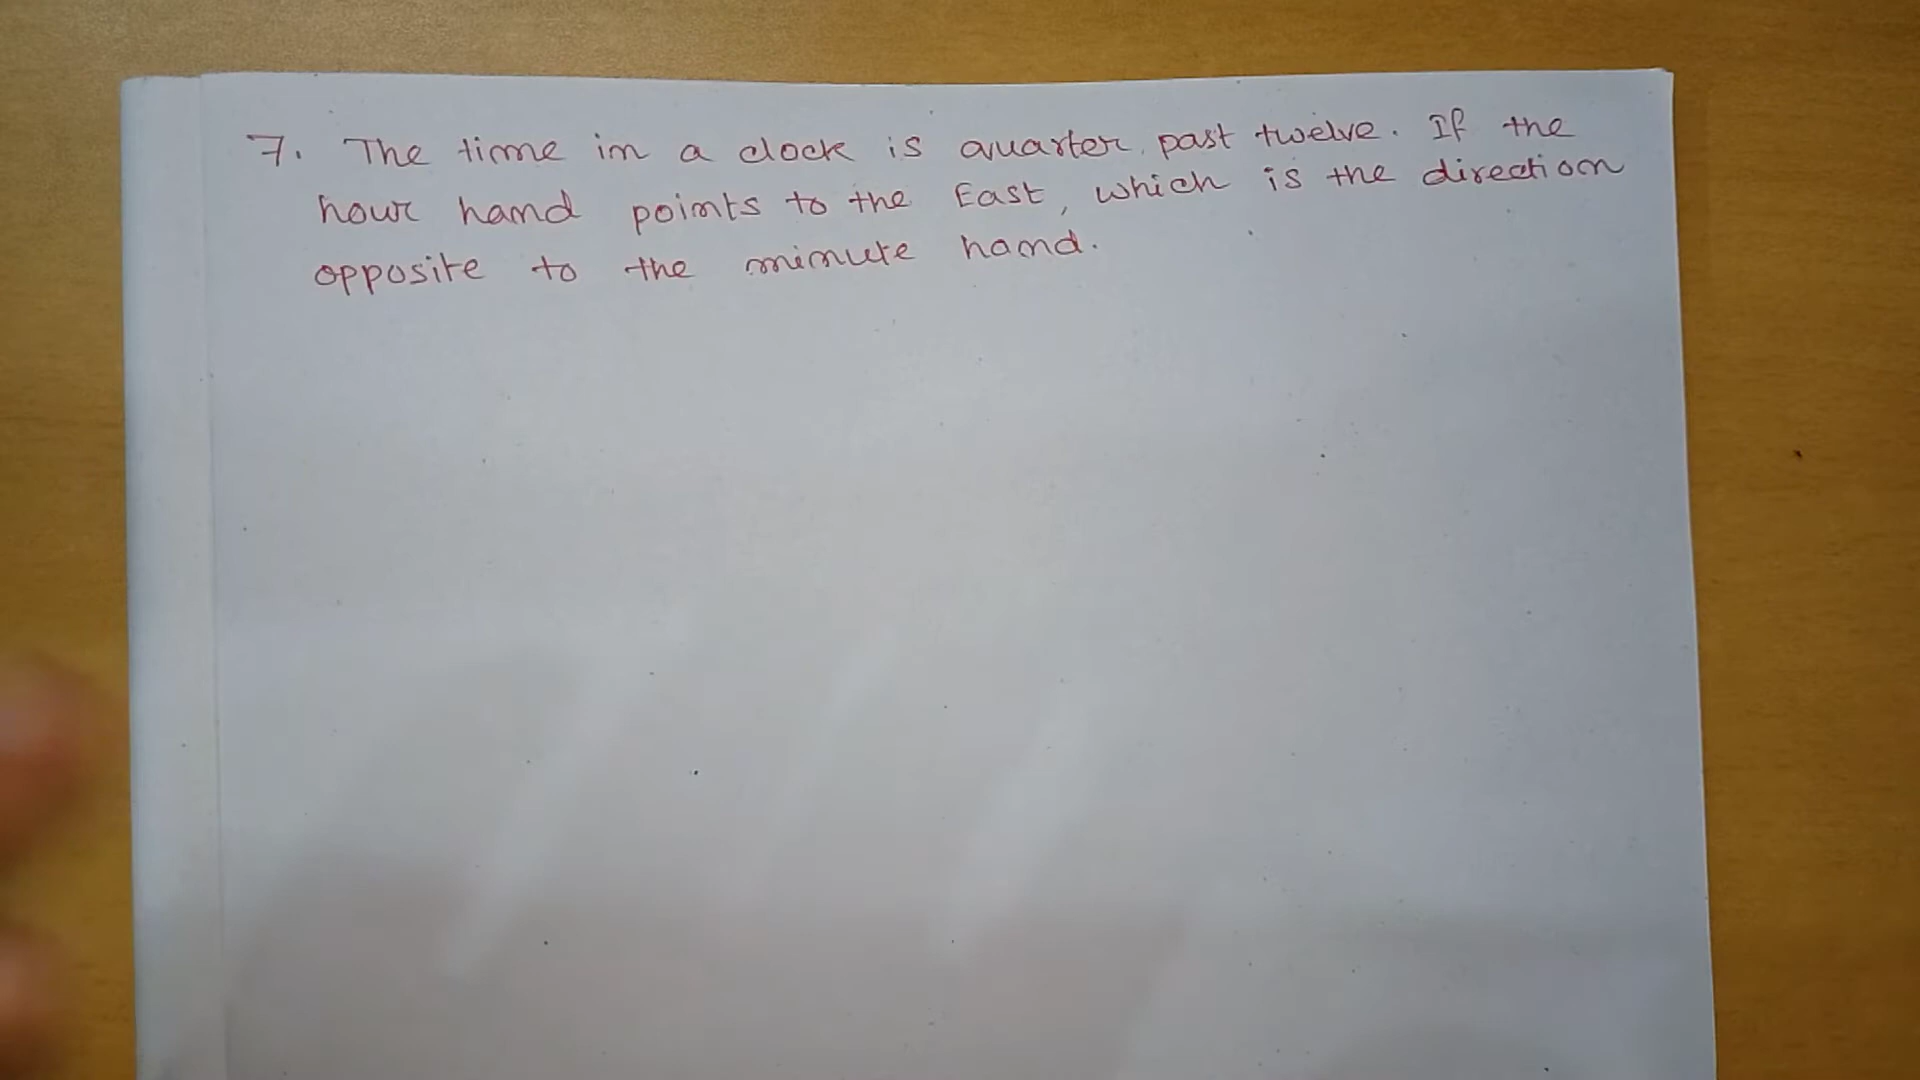 7. The time in a clock is quarter past twelve. If the
hour hand points to the East, which is the direction
opposite to the minute hand.